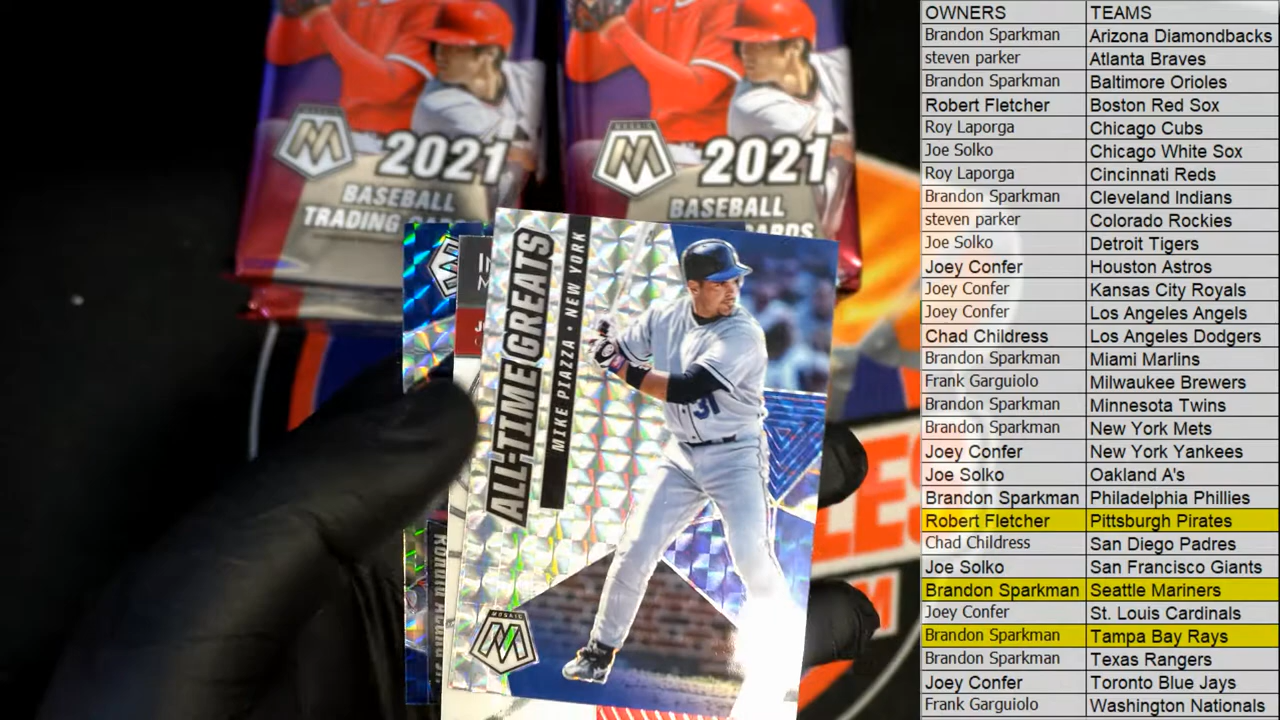 MOSAIC
2021
BASEBALL
TRADING
MOSAIC
2021
BASEBALL
CARDS
ALL-TIME GREATS
MIKE PIAZZA • NEW YORK
31
MOSAIC
OWNERS TEAMS
Brandon Sparkman Arizona Diamondbacks
steven parker Atlanta Braves
Brandon Sparkman Baltimore Orioles
Robert Fletcher Boston Red Sox
Roy Laporga Chicago Cubs
Joe Solko Chicago White Sox
Roy Laporga Cincinnati Reds
Brandon Sparkman Cleveland Indians
steven parker Colorado Rockies
Joe Solko Detroit Tigers
Joey Confer Houston Astros
Joey Confer Kansas City Royals
Joey Confer Los Angeles Angels
Chad Childress Los Angeles Dodgers
Brandon Sparkman Miami Marlins
Frank Garguiolo Milwaukee Brewers
Brandon Sparkman Minnesota Twins
Brandon Sparkman New York Mets
Joey Confer New York Yankees
Joe Solko Oakland A's
Brandon Sparkman Philadelphia Phillies
Robert Fletcher Pittsburgh Pirates
Chad Childress San Diego Padres
Joe Solko San Francisco Giants
Brandon Sparkman Seattle Mariners
Joey Confer St. Louis Cardinals
Brandon Sparkman Tampa Bay Rays
Brandon Sparkman Texas Rangers
Joey Confer Toronto Blue Jays
Frank Garguiolo Washington Nationals